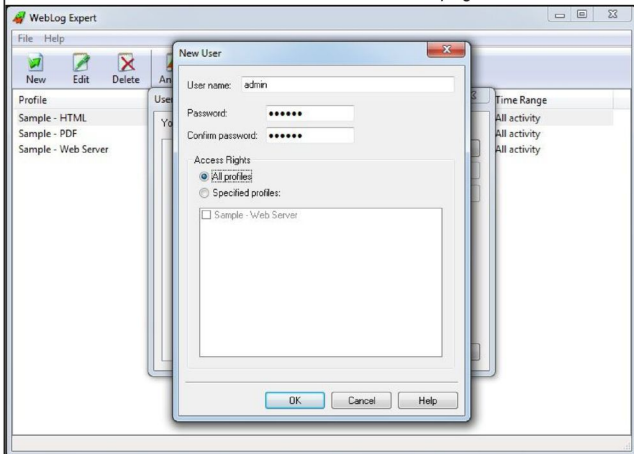 WebLog Expert
File Help
New Edit Delete An
Profile
Time Range
Sample - HTML
All activity
Sample - PDF
All activity
Sample - Web Server
All activity
User
Yo
New User
User name: admin
Password: ••••••
Confirm password: ••••••
Access Rights
All profiles
Specified profiles:
Sample - Web Server
OK Cancel Help